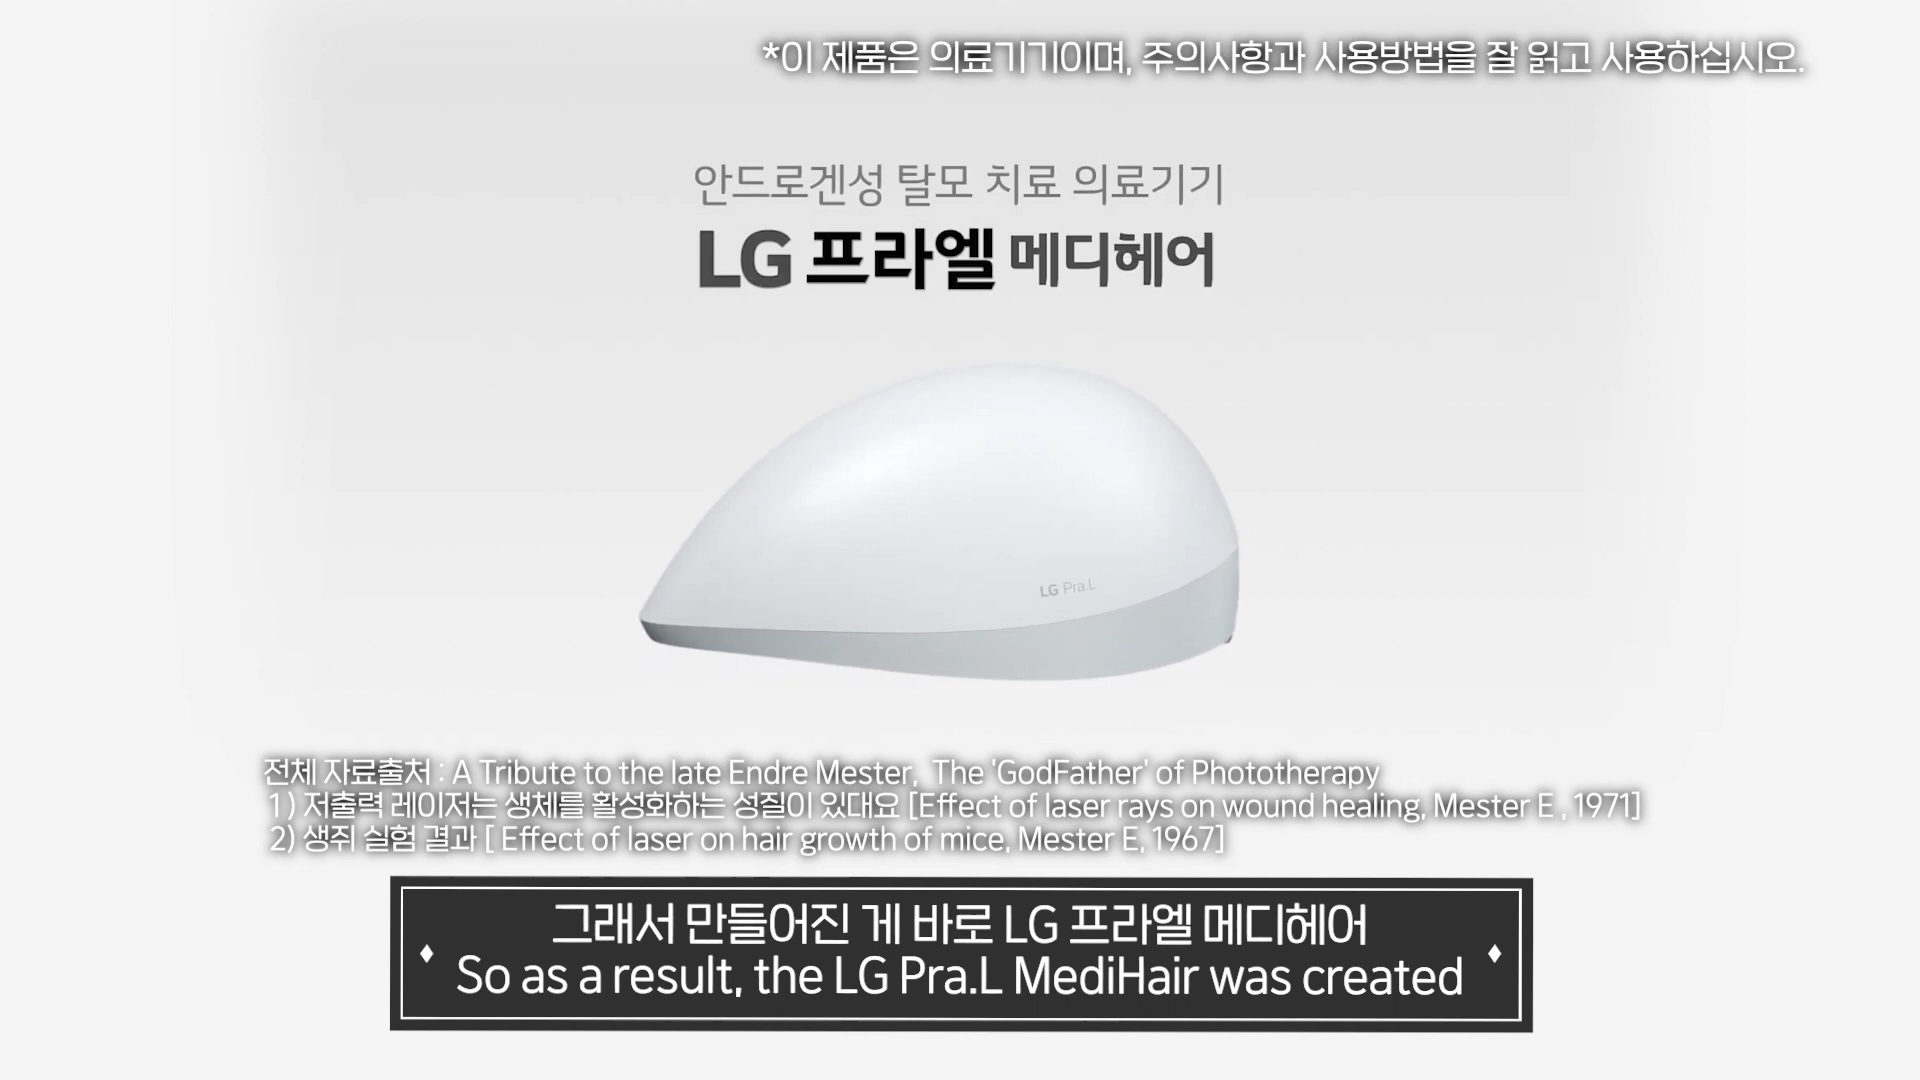 *이 제품은 의료기기이며, 주의사항과 사용방법을 잘 읽고 사용하십시오.
안드로겐성 탈모 치료 의료기기
LG 프라엘 메디헤어
LG Pra.L
전체 자료출처 : A Tribute to the late Endre Mester, The 'GodFather' of Phototherapy
1) 저출력 레이저는 생체를 활성화하는 성질이 있대요 [Effect of laser rays on wound healing, Mester E , 1971]
2) 생쥐 실험 결과 [ Effect of laser on hair growth of mice, Mester E, 1967]
그래서 만들어진 게 바로 LG 프라엘 메디헤어
So as a result, the LG Pra.L MediHair was created